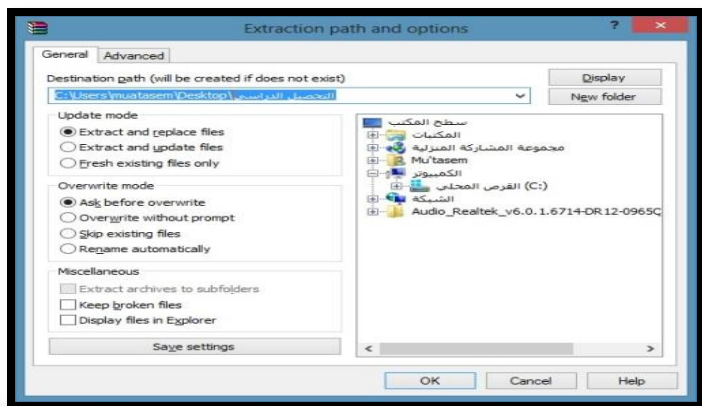 Extraction path and options
General Advanced
Destination path (will be created if does not exist)
Display
C:\Users\muatasem\Desktop\التحصيل الدراسي
New folder
Update mode
Extract and replace files
Extract and update files
Fresh existing files only
Overwrite mode
Ask before overwrite
Overwrite without prompt
Skip existing files
Rename automatically
Miscellaneous
Extract archives to subfolders
Keep broken files
Display files in Explorer
Save settings
سطح المكتب
المكتبات
مجموعة المشاركة المنزلية
Mu'tasem
الكمبيوتر
القرص المحلي (C:)
الشبكة
Audio_Realtek_v6.0.1.6714-DR12-0965C
OK Cancel Help